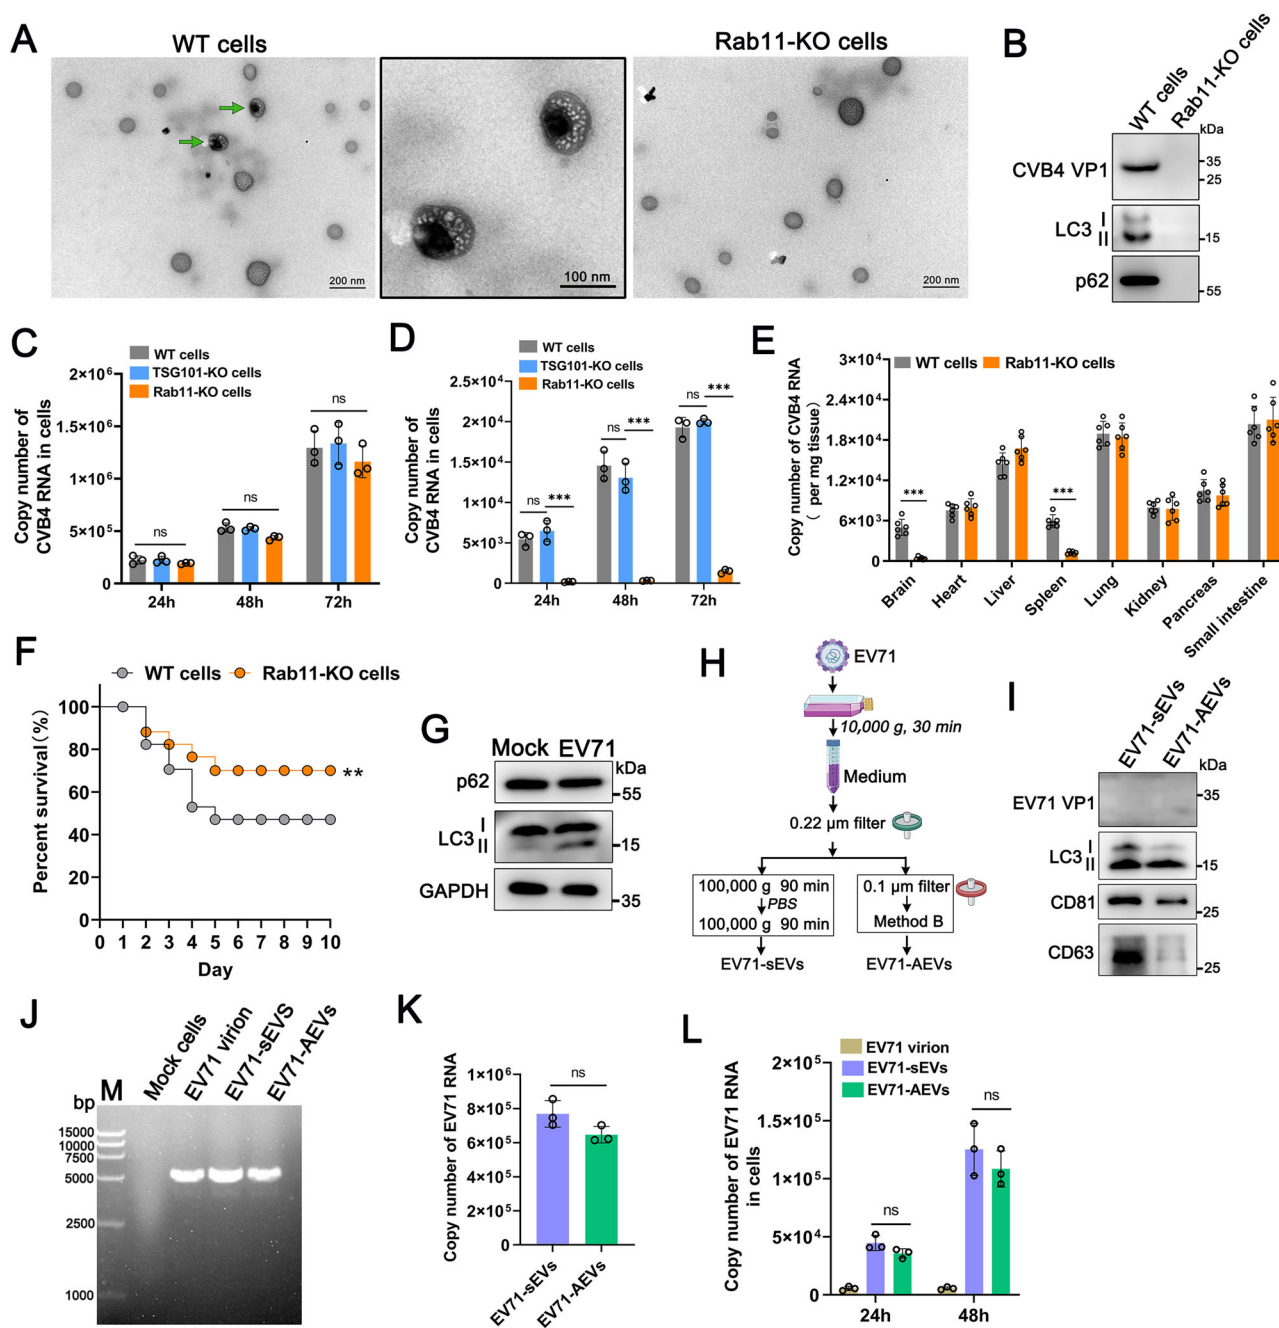 A
WT cells
Rab11-KO cells
200 nm
100 nm
200 nm
B
WT cells
Rab11-KO cells
kDa
CVB4 VP1
35
25
LC3 I
II
15
p62
55
C
WT cells
TSG101-KO cells
Rab11-KO cells
Copy number of
CVB4 RNA in cells
2×10⁶
1.5×10⁶
1×10⁶
5×10⁵
0
ns
ns
ns
24h
48h
72h
D
WT cells
TSG101-KO cells
Rab11-KO cells
Copy number of
CVB4 RNA in cells
2.5×10⁴
2×10⁴
1.5×10⁴
1×10⁴
5×10³
0
ns
***
ns
***
ns
***
24h
48h
72h
E
WT cells
Rab11-KO cells
Copy number of CVB4 RNA
( per mg tissue)
3×10⁴
2.4×10⁴
1.8×10⁴
1.2×10⁴
6×10³
0
***
***
Brain
Heart
Liver
Spleen
Lung
Kidney
Pancreas
Small intestine
F
WT cells
Rab11-KO cells
Percent survival(%)
100
80
60
40
20
0
**
0 1 2 3 4 5 6 7 8 9 10
Day
G
Mock EV71
kDa
p62
55
LC3 I
II
15
GAPDH
35
H
EV71
10,000 g, 30 min
Medium
0.22 μm filter
100,000 g 90 min
PBS
100,000 g 90 min
EV71-sEVs
0.1 μm filter
Method B
EV71-AEVs
I
EV71-sEVs
EV71-AEVs
kDa
EV71 VP1
35
LC3 I
II
15
CD81
25
CD63
25
J
bp
M
Mock cells
EV71 virion
EV71-sEVS
EV71-AEVs
15000
10000
7500
5000
2500
1000
K
Copy number of EV71 RNA
1×10⁶
8×10⁵
6×10⁵
4×10⁵
2×10⁵
0
ns
EV71-sEVs
EV71-AEVs
L
EV71 virion
EV71-sEVs
EV71-AEVs
Copy number of EV71 RNA
in cells
2×10⁵
1.5×10⁵
1×10⁵
5×10⁴
0
ns
ns
24h
48h